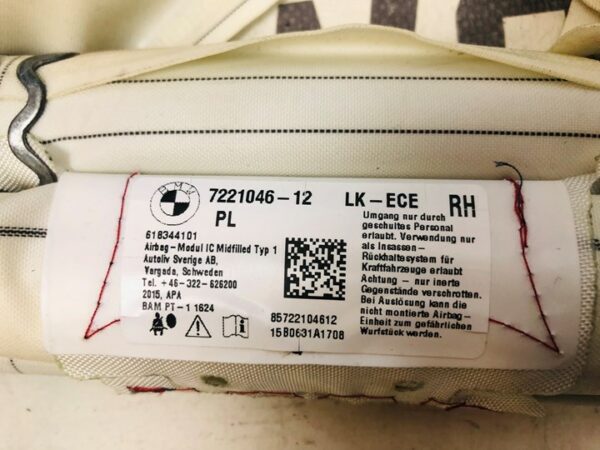 BMW
7221046-12 LK-ECE RH
PL
618344101
Airbag-Modul IC Midfilled Typ 1
Autoliv Sverige AB,
Vargada, Schweden
Tel. +46-322-626200
2015, APA
BAM PT-1 1624
85722104612
15B0631A1708
Umgang nur durch
geschultes Personal
erlaubt. Verwendung nur
als Insassen-
Rückhaltesystem für
Kraftfahrzeuge erlaubt
Achtung - nur inerte
Gegenstände verschrotten.
Bei Auslösung kann die
nicht montierte Airbag-
Einheit zum gefährlichen
Wurfstück werden.